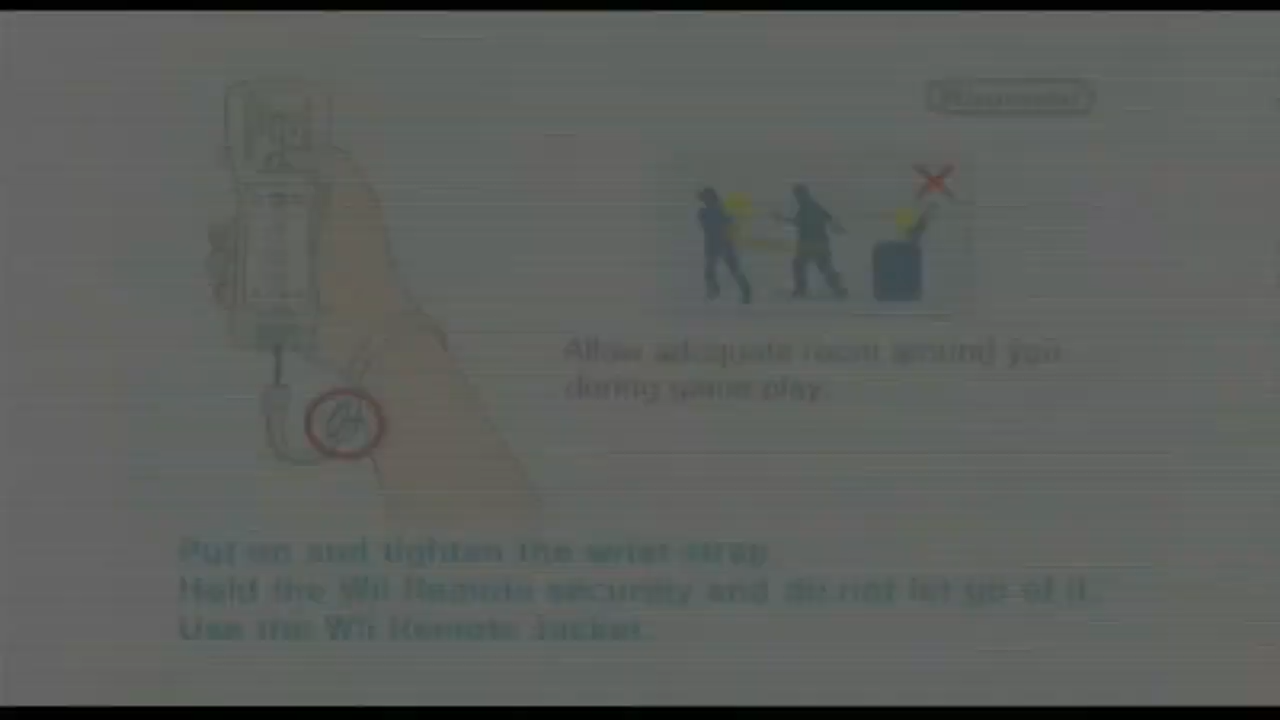 Nintendo
Allow adequate room around you
during game play.
Put on and tighten the wrist strap.
Hold the Wii Remote securely and do not let go of it.
Use the Wii Remote Jacket.